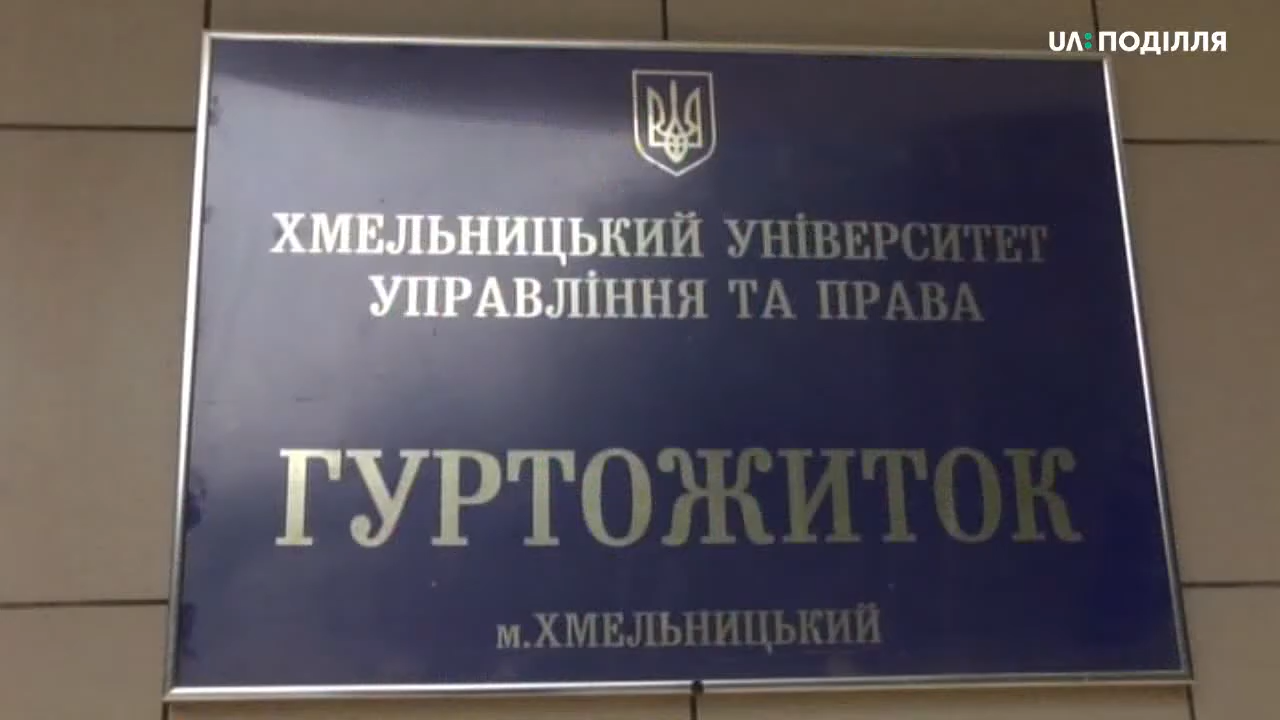 UA:ПОДІЛЛЯ
ХМЕЛЬНИЦЬКИЙ УНІВЕРСИТЕТ
УПРАВЛІННЯ ТА ПРАВА
ГУРТОЖИТОК
м.ХМЕЛЬНИЦЬКИЙ